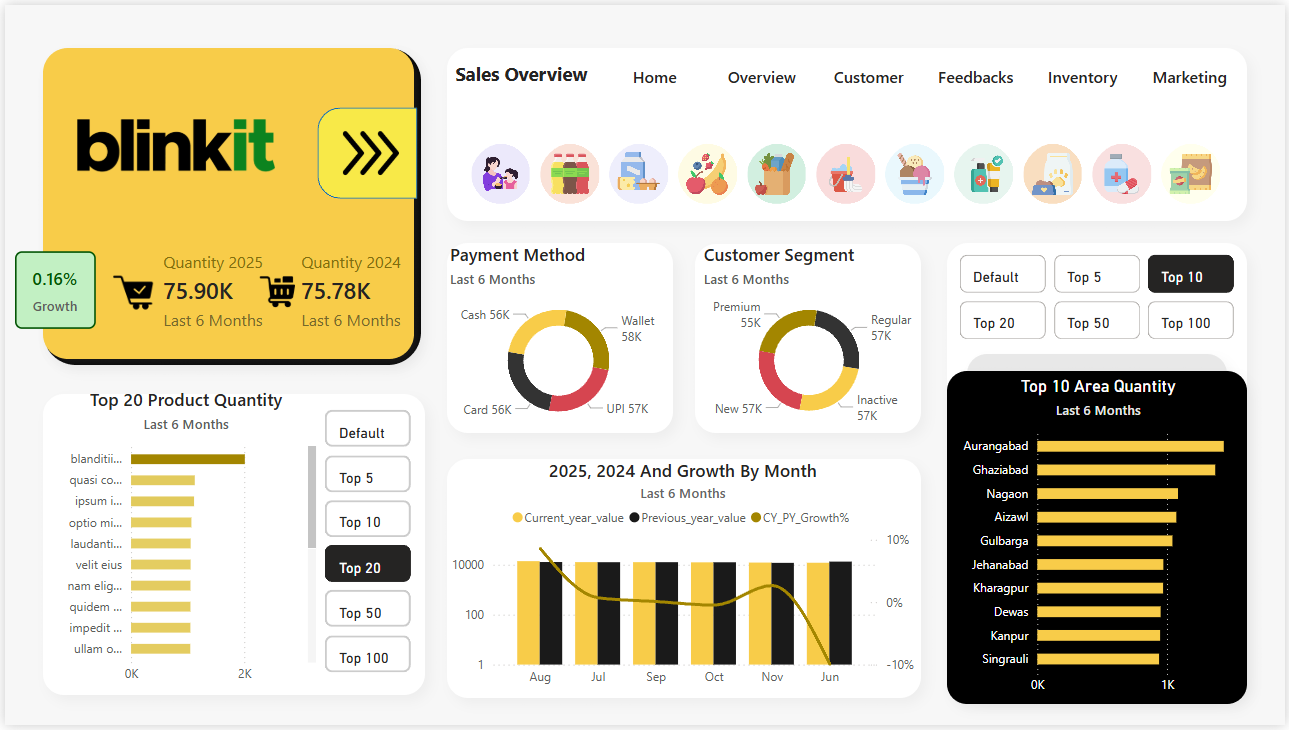 blinkit
0.16%
Growth
Quantity 2025
75.90K
Last 6 Months
Quantity 2024
75.78K
Last 6 Months
Sales Overview
Home
Overview
Customer
Feedbacks
Inventory
Marketing
Payment Method
Last 6 Months
Cash 56K
Wallet
58K
Card 56K
UPI 57K
Customer Segment
Last 6 Months
Premium
55K
Regular
57K
New 57K
Inactive
57K
Default
Top 5
Top 10
Top 20
Top 50
Top 100
Top 20 Product Quantity
Last 6 Months
blanditii...
quasi co...
ipsum i...
optio mi...
laudanti...
velit eius
nam elig...
quidem ...
impedit ...
ullam o...
0K
2K
Default
Top 5
Top 10
Top 20
Top 50
Top 100
2025, 2024 And Growth By Month
Last 6 Months
Current_year_value
Previous_year_value
CY_PY_Growth%
10000
100
1
10%
0%
-10%
Aug
Jul
Sep
Oct
Nov
Jun
Top 10 Area Quantity
Last 6 Months
Aurangabad
Ghaziabad
Nagaon
Aizawl
Gulbarga
Jehanabad
Kharagpur
Dewas
Kanpur
Singrauli
0K
1K